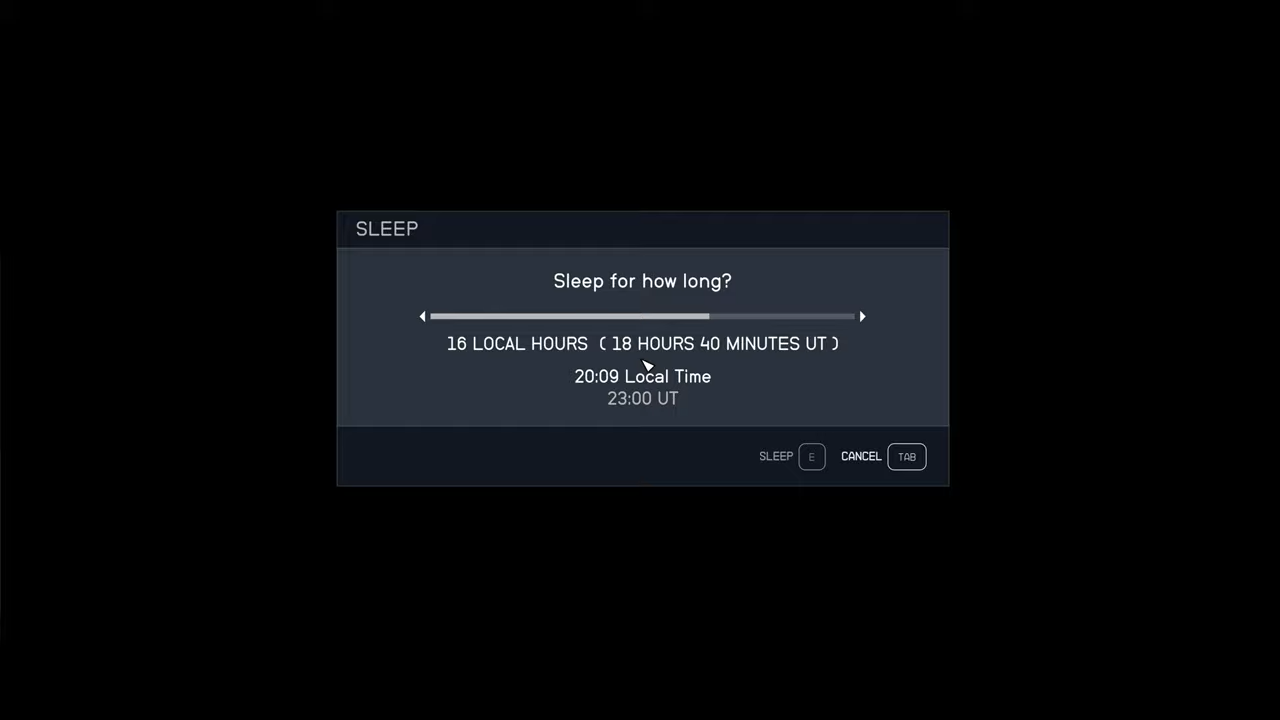 SLEEP
Sleep for how long?
16 LOCAL HOURS ( 18 HOURS 40 MINUTES UT )
20:09 Local Time
23:00 UT
SLEEP E CANCEL TAB